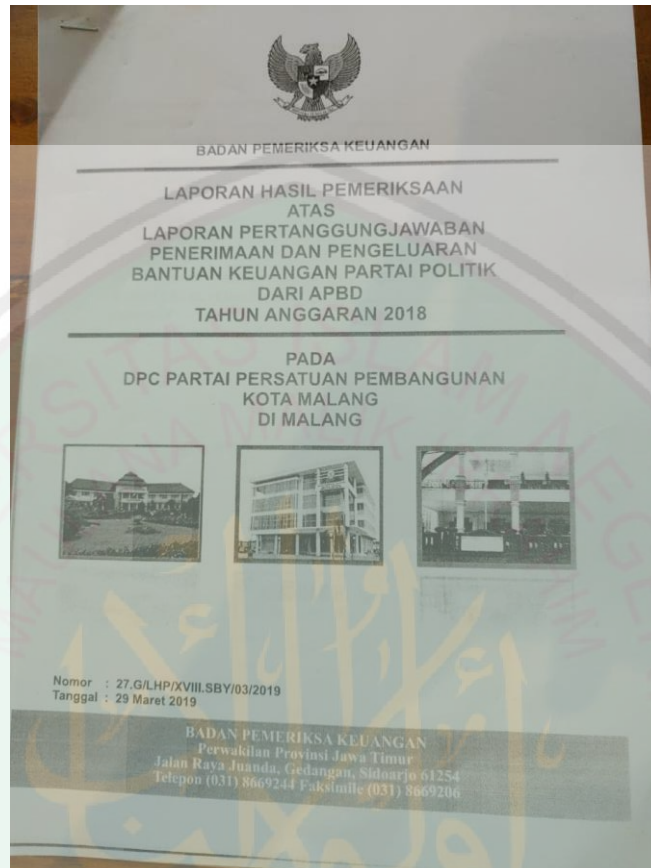 BADAN PEMERIKSA KEUANGAN
LAPORAN HASIL PEMERIKSAAN
ATAS
LAPORAN PERTANGGUNGJAWABAN
PENERIMAAN DAN PENGELUARAN
BANTUAN KEUANGAN PARTAI POLITIK
DARI APBD
TAHUN ANGGARAN 2018
PADA
DPC PARTAI PERSATUAN PEMBANGUNAN
KOTA MALANG
DI MALANG
Nomor : 27.G/LHP/XVIII.SBY/03/2019
Tanggal : 29 Maret 2019
BADAN PEMERIKSA KEUANGAN
Perwakilan Provinsi Jawa Timur
Jalan Raya Juanda, Gedangan, Sidoarjo 61254
Telepon (031) 8669244 Faksimile (031) 8669206